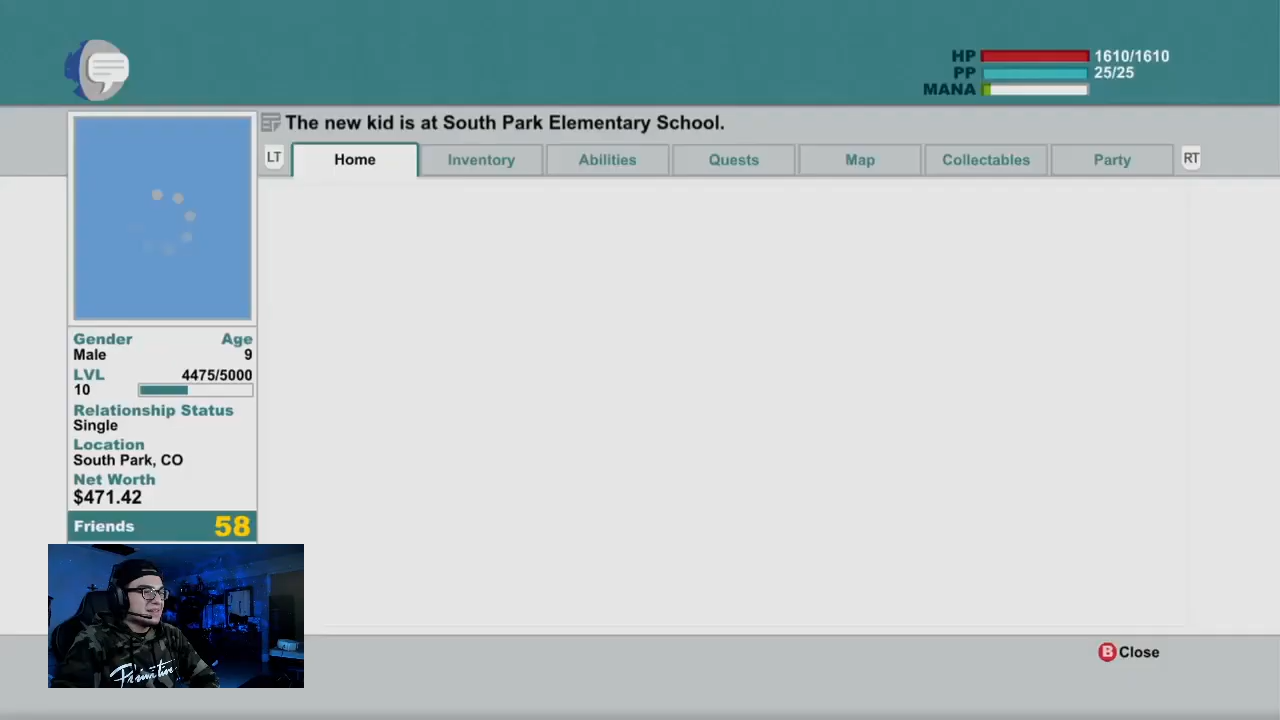 HP 1610/1610
PP 25/25
MANA
The new kid is at South Park Elementary School.
LT Home Inventory Abilities Quests Map Collectables Party RT
Gender Age
Male 9
LVL 4475/5000
10
Relationship Status
Single
Location
South Park, CO
Net Worth
$471.42
Friends 58
Primitive
B Close